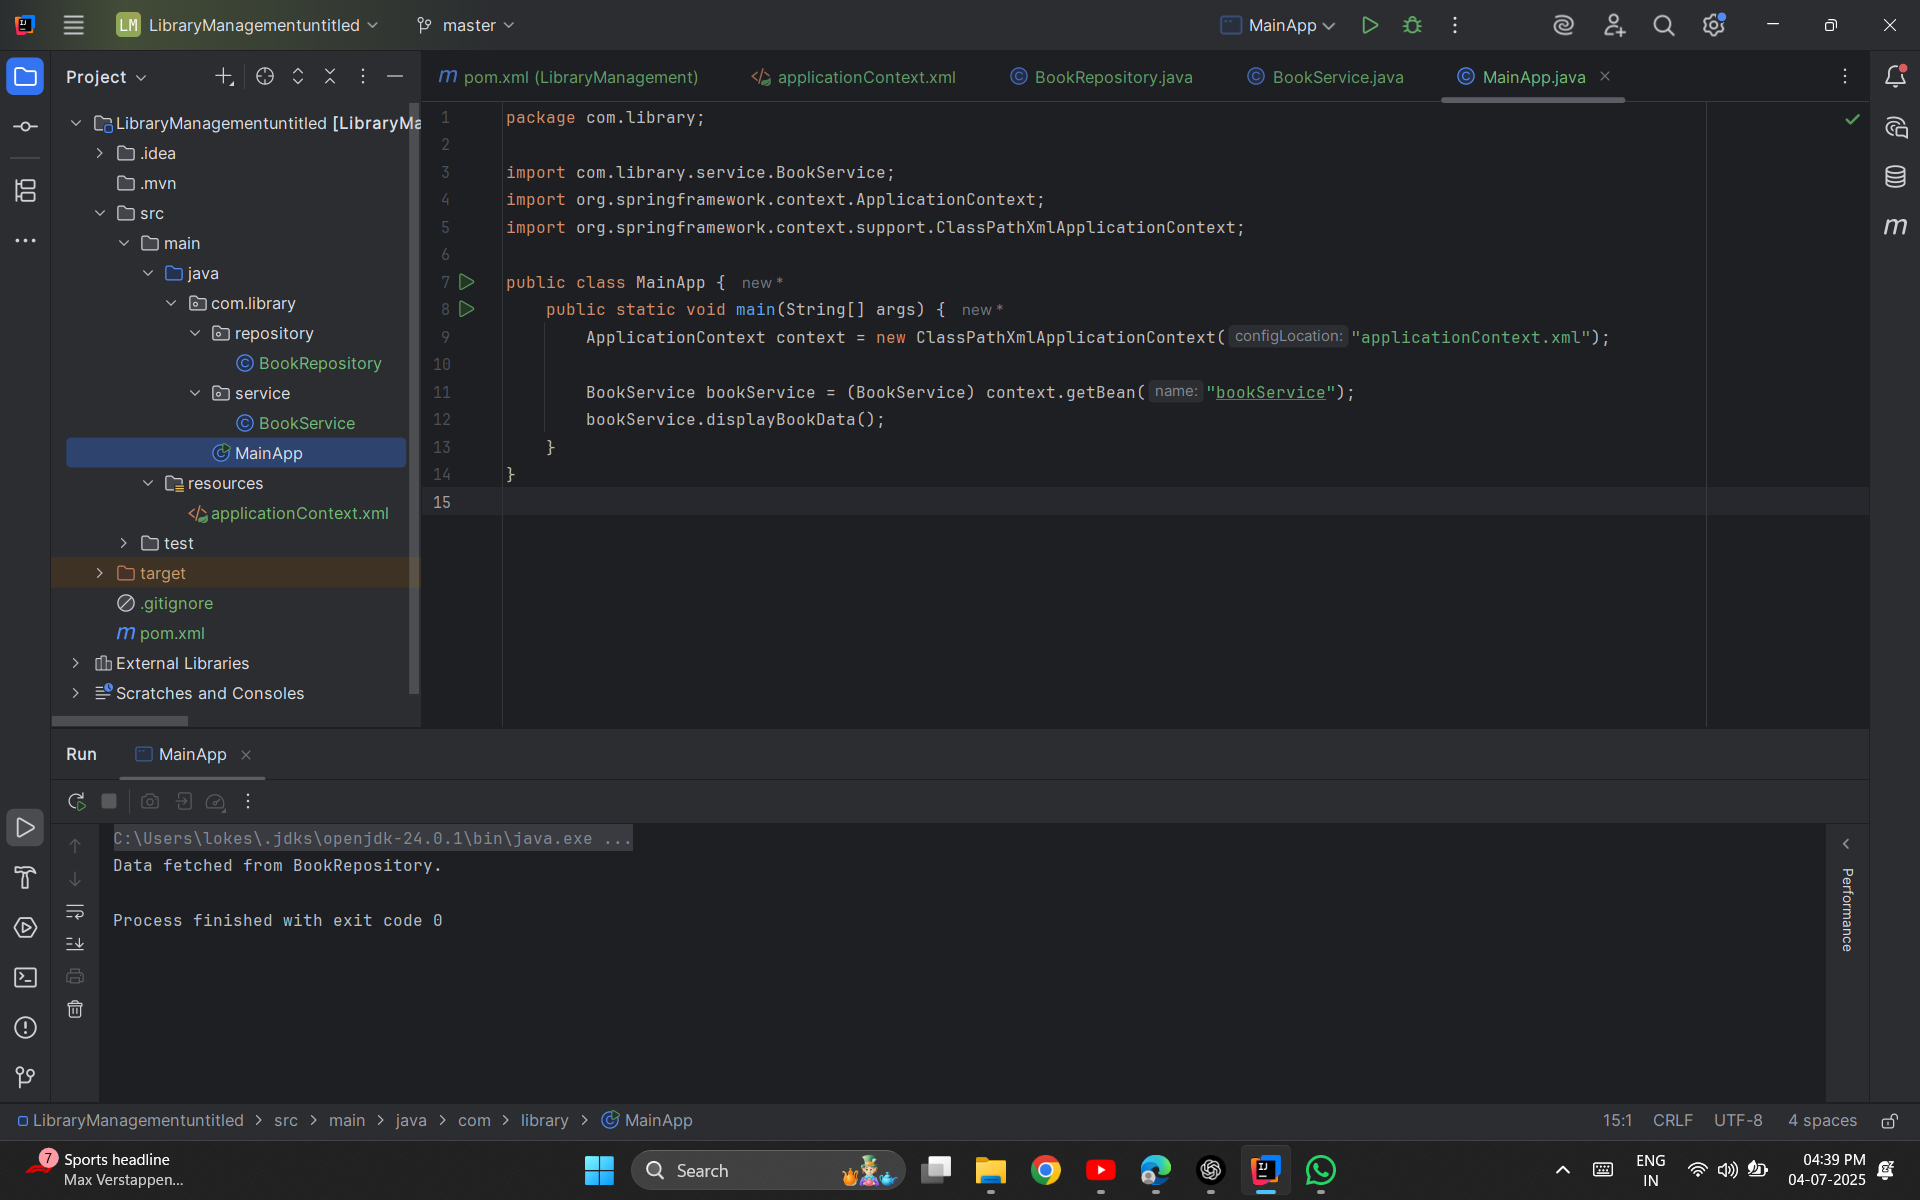 LM LibraryManagementuntitled master MainApp
Project
LibraryManagementuntitled [LibraryMa
.idea
.mvn
src
main
java
com.library
repository
BookRepository
service
BookService
MainApp
resources
applicationContext.xml
test
target
.gitignore
pom.xml
External Libraries
Scratches and Consoles
pom.xml (LibraryManagement) applicationContext.xml BookRepository.java BookService.java MainApp.java
1 package com.library;
2
3 import com.library.service.BookService;
4 import org.springframework.context.ApplicationContext;
5 import org.springframework.context.support.ClassPathXmlApplicationContext;
6
7 public class MainApp { new *
8 public static void main(String[] args) { new *
9 ApplicationContext context = new ClassPathXmlApplicationContext( configLocation: "applicationContext.xml");
10
11 BookService bookService = (BookService) context.getBean( name: "bookService");
12 bookService.displayBookData();
13 }
14 }
15
Run MainApp
C:\Users\lokes\.jdks\openjdk-24.0.1\bin\java.exe ...
Data fetched from BookRepository.
Process finished with exit code 0
Performance
LibraryManagementuntitled > src > main > java > com > library > MainApp 15:1 CRLF UTF-8 4 spaces
7
Sports headline
Max Verstappen...
Search
ENG
IN
04:39 PM
04-07-2025